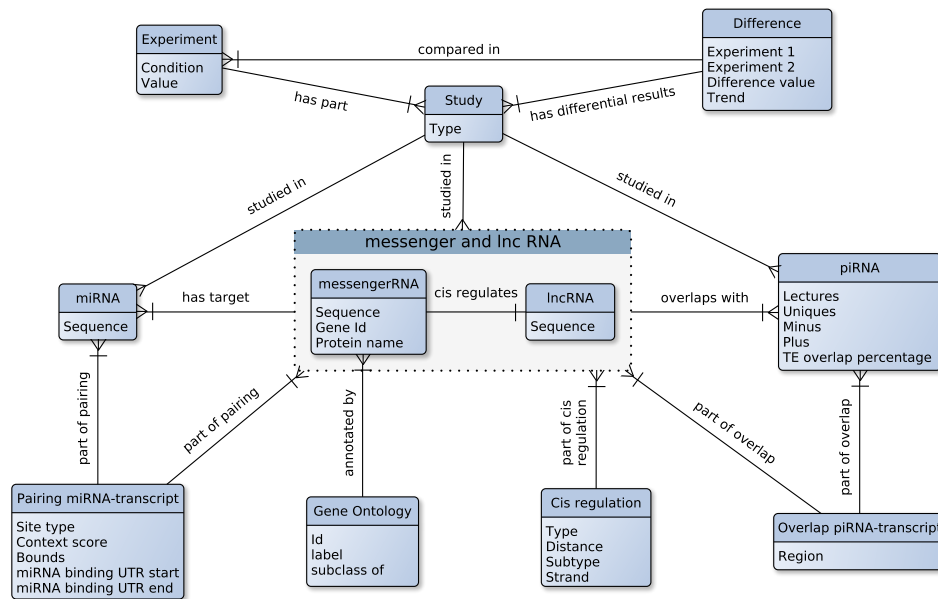 Difference
Experiment 1
Experiment 2
Difference value
Trend
Experiment
Condition
Value
compared in
has part
Study
Type
has differential results
studied in
studied in
studied in
messenger and lnc RNA
miRNA
Sequence
has target
messengerRNA
Sequence
Gene Id
Protein name
cis regulates
lncRNA
Sequence
overlaps with
piRNA
Lectures
Uniques
Minus
Plus
TE overlap percentage
part of pairing
part of pairing
annotated by
part of cis
regulation
part of overlap
part of overlap
Pairing miRNA-transcript
Site type
Context score
Bounds
miRNA binding UTR start
miRNA binding UTR end
Gene Ontology
Id
label
subclass of
Cis regulation
Type
Distance
Subtype
Strand
Overlap piRNA-transcript
Region